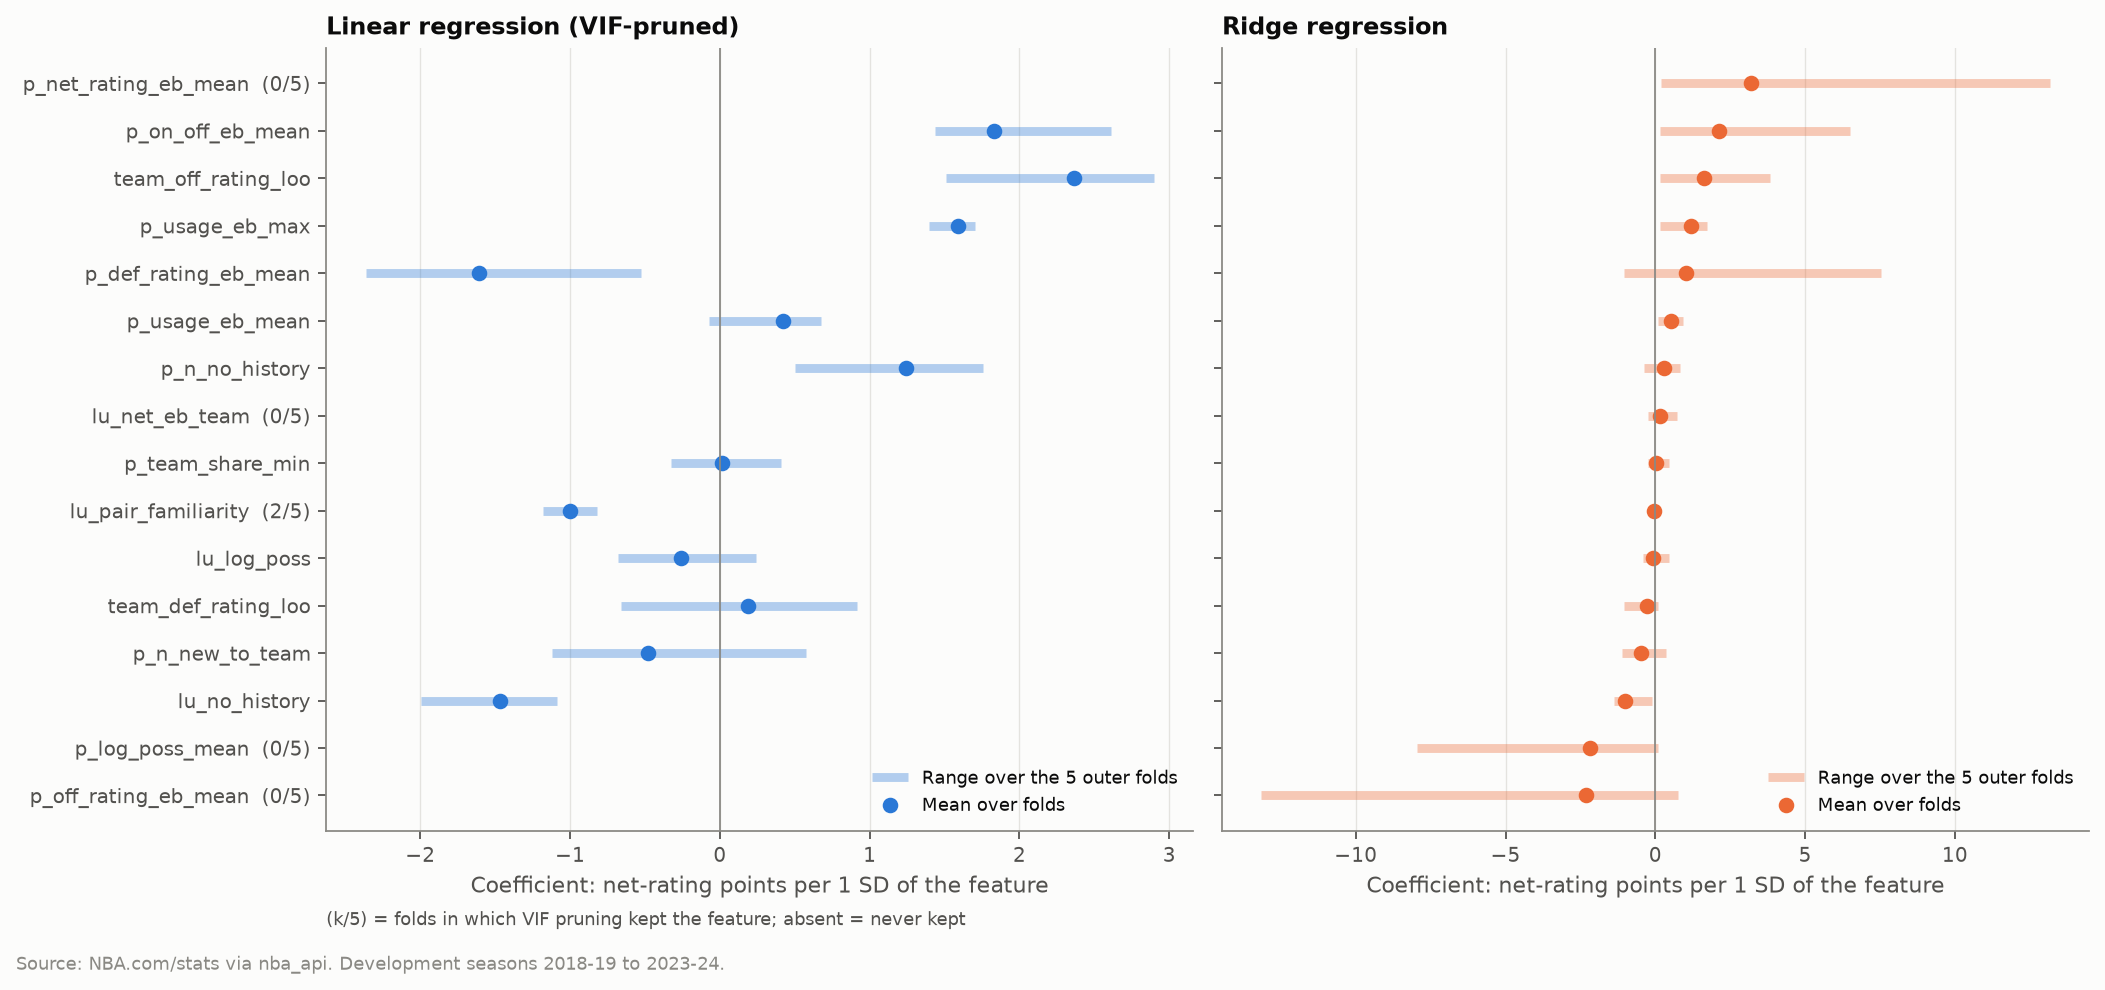 Linear regression (VIF-pruned)
Ridge regression
p_net_rating_eb_mean (0/5)
p_on_off_eb_mean
team_off_rating_loo
p_usage_eb_max
p_def_rating_eb_mean
p_usage_eb_mean
p_n_no_history
lu_net_eb_team (0/5)
p_team_share_min
lu_pair_familiarity (2/5)
lu_log_poss
team_def_rating_loo
p_n_new_to_team
lu_no_history
p_log_poss_mean (0/5)
p_off_rating_eb_mean (0/5)
Range over the 5 outer folds
Mean over folds
Range over the 5 outer folds
Mean over folds
−2 −1 0 1 2 3
−10 −5 0 5 10
Coefficient: net-rating points per 1 SD of the feature
Coefficient: net-rating points per 1 SD of the feature
(k/5) = folds in which VIF pruning kept the feature; absent = never kept
Source: NBA.com/stats via nba_api. Development seasons 2018-19 to 2023-24.